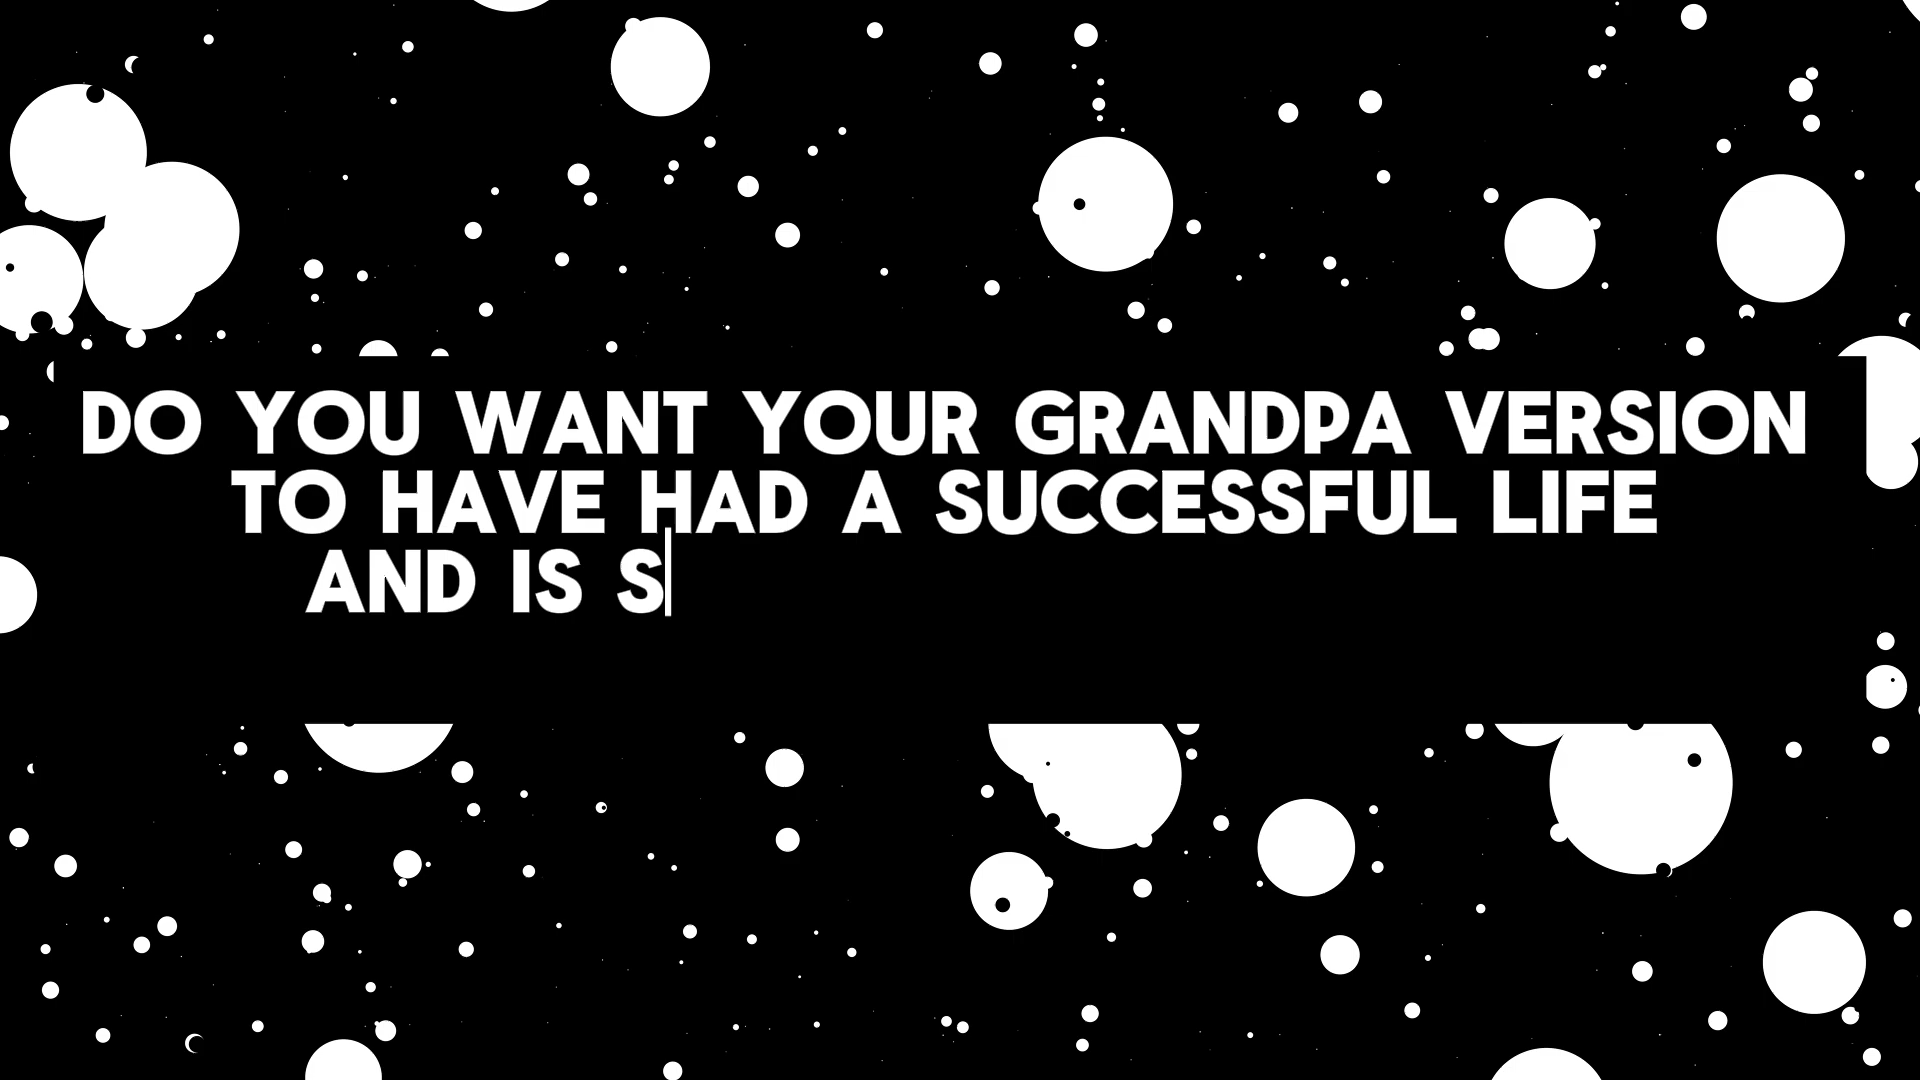 DO YOU WANT YOUR GRANDPA VERSION
TO HAVE HAD A SUCCESSFUL LIFE
AND IS S